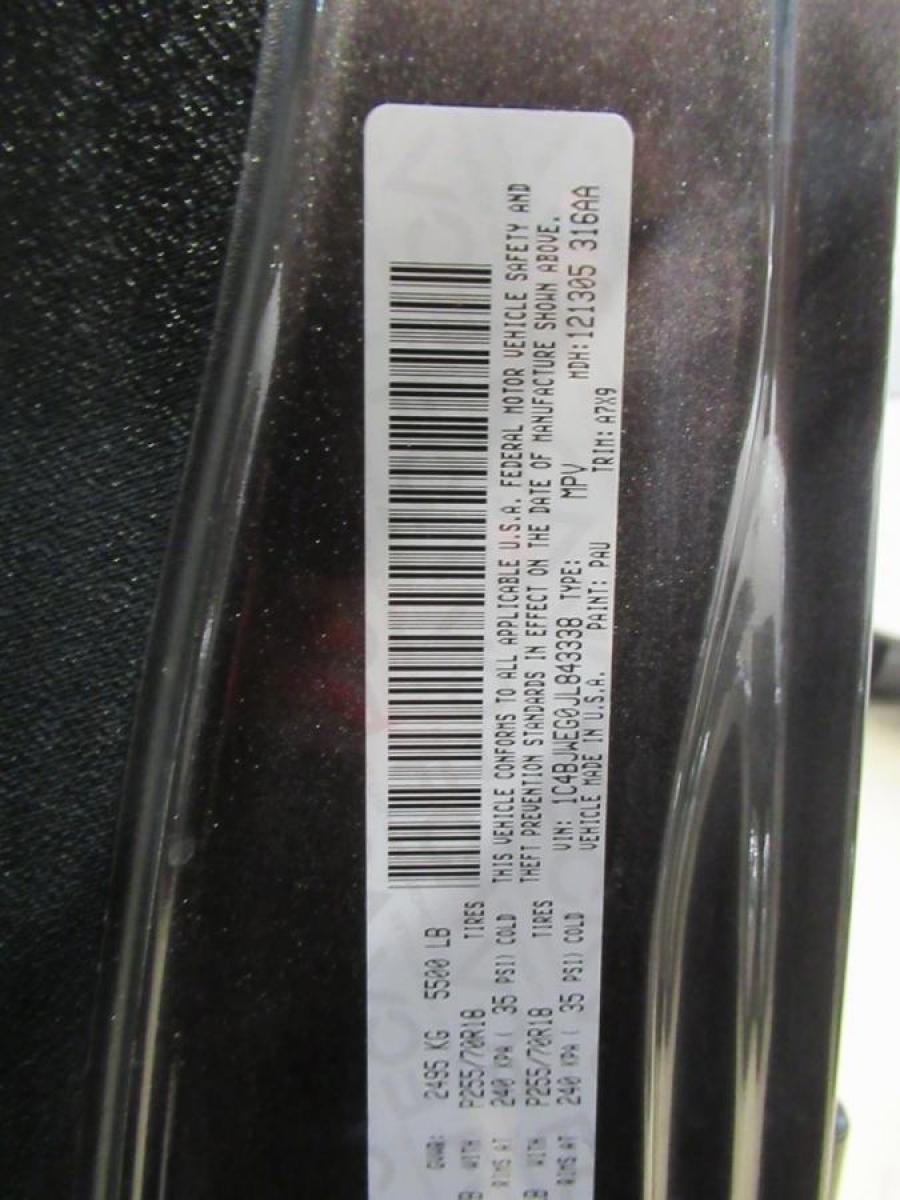 GVWR: 2495 KG 5500 LB
B WITH P255/70R18 TIRES
RIMS AT 240 KPA ( 35 PSI) COLD
B WITH P255/70R18 TIRES
RIMS AT 240 KPA ( 35 PSI) COLD
THIS VEHICLE CONFORMS TO ALL APPLICABLE U.S.A. FEDERAL MOTOR VEHICLE SAFETY AND
THEFT PREVENTION STANDARDS IN EFFECT ON THE DATE OF MANUFACTURE SHOWN ABOVE.
VIN: 1C4BJWEG0JL843338 TYPE: MPV MDH:121305 316AA
VEHICLE MADE IN U.S.A. PAINT: PAU TRIM: A7X9